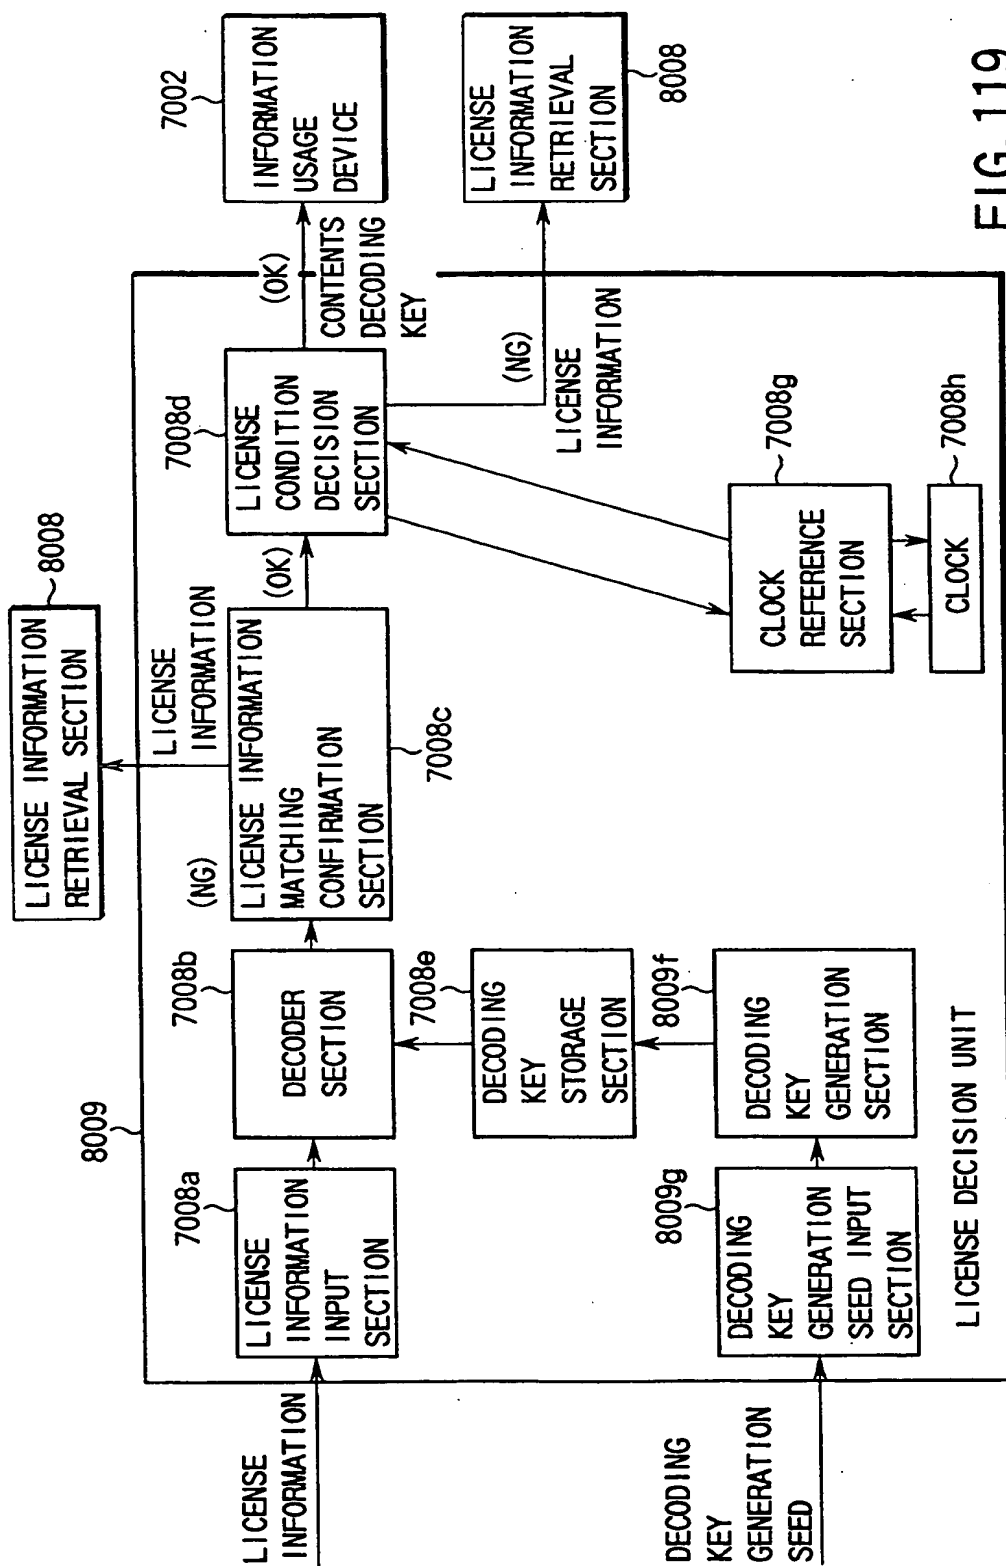 LICENSE INFORMATION
RETRIEVAL SECTION
8008
8009
LICENSE
INFORMATION
7008a
LICENSE
INFORMATION
INPUT
SECTION
7008b
DECODER
SECTION
(NG)
LICENSE
INFORMATION
LICENSE INFORMATION
MATCHING
CONFIRMATION
SECTION
7008c
(OK)
7008d
LICENSE
CONDITION
DECISION
SECTION
(OK)
CONTENTS
DECODING
KEY
7002
INFORMATION
USAGE
DEVICE
(NG)
LICENSE
INFORMATION
LICENSE
INFORMATION
RETRIEVAL
SECTION
8008
7008e
DECODING
KEY
STORAGE
SECTION
DECODING
KEY
GENERATION
SEED
8009g
DECODING
KEY
GENERATION
SEED INPUT
SECTION
8009f
DECODING
KEY
GENERATION
SECTION
7008g
CLOCK
REFERENCE
SECTION
7008h
CLOCK
LICENSE DECISION UNIT
FIG. 119